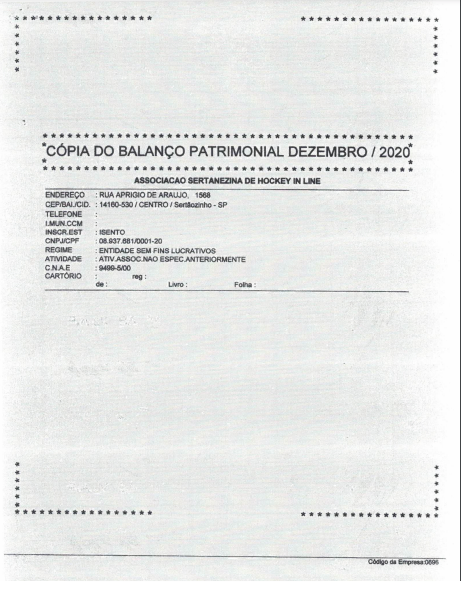 CÓPIA DO BALANÇO PATRIMONIAL DEZEMBRO / 2020
ASSOCIACAO SERTANEZINA DE HOCKEY IN LINE
ENDEREÇO : RUA APRIGIO DE ARAUJO, 1568
CEP/BAI./CID. : 14160-530 / CENTRO / Sertãozinho - SP
TELEFONE :
I.MUN.CCM :
INSCR.EST : ISENTO
CNPJ/CPF : 08.937.681/0001-20
REGIME : ENTIDADE SEM FINS LUCRATIVOS
ATIVIDADE : ATIV.ASSOC.NAO ESPEC.ANTERIORMENTE
C.N.A.E : 9499-5/00
CARTÓRIO : reg :
de : Livro : Folha :
Código da Empresa:0696